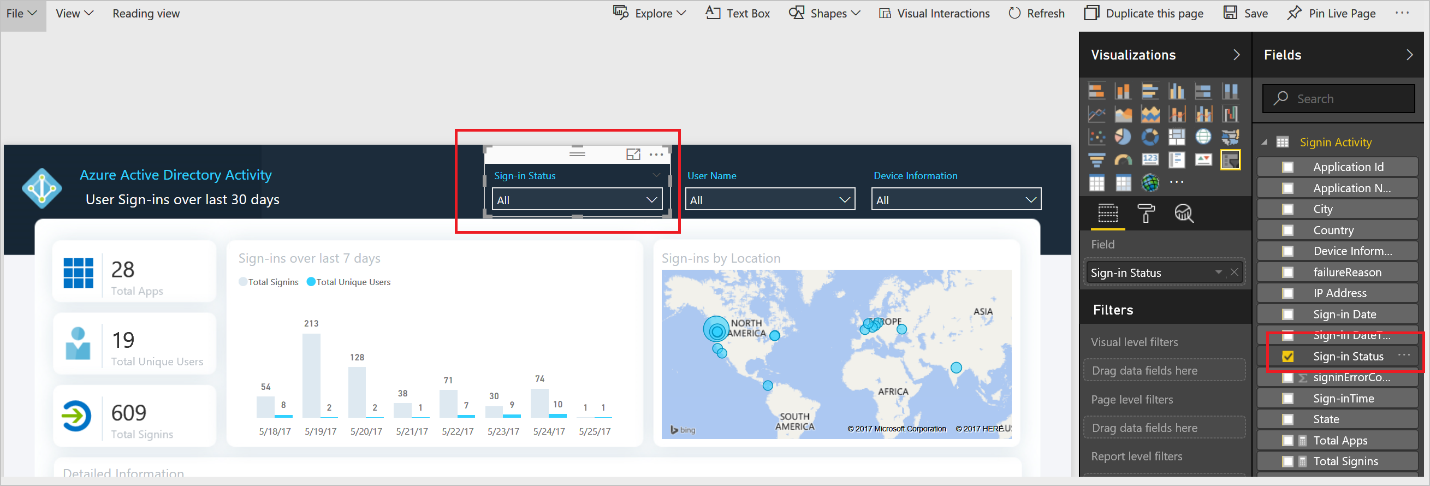 File View Reading view Explore Text Box Shapes Visual Interactions Refresh Duplicate this page Save Pin Live Page ...
Visualizations Fields
Search
Signin Activity
Application Id
Application N...
City
Country
Device Inform...
failureReason
IP Address
Sign-in Date
Sign-in DateT...
Sign-in Status ...
signinErrorCo...
Sign-inTime
State
Total Apps
Total Signins
123
...
Field
Sign-in Status
Filters
Visual level filters
Drag data fields here
Page level filters
Drag data fields here
Report level filters
Azure Active Directory Activity
User Sign-ins over last 30 days
...
Sign-in Status User Name Device Information
All All All
28
Total Apps
19
Total Unique Users
609
Total Signins
Sign-ins over last 7 days
Total Signins Total Unique Users
54 8 213 2 128 2 38 1 71 7 30 9 74 10 1 1
5/18/17 5/19/17 5/20/17 5/21/17 5/22/17 5/23/17 5/24/17 5/25/17
Sign-ins by Location
NORTH
AMERICA
EUROPE
ASIA
AFRICA
SOUTH
AMERICA
bing © 2017 Microsoft Corporation © 2017 HERE
Detailed Information